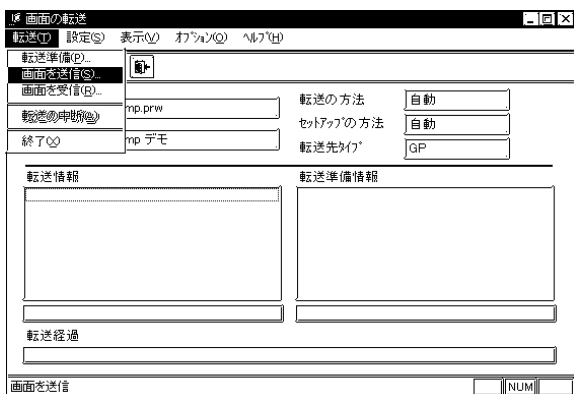 画面の転送
転送(T) 設定(S) 表示(V) オプション(O) ヘルプ(H)
転送準備(P)...
画面を送信(S)...
画面を受信(R)...
転送の中断(A)
終了(X)
mp.prw
mp デモ
転送の方法 自動
セットアップの方法 自動
転送先タイプ GP
転送情報
転送準備情報
転送経過
画面を送信
NUM